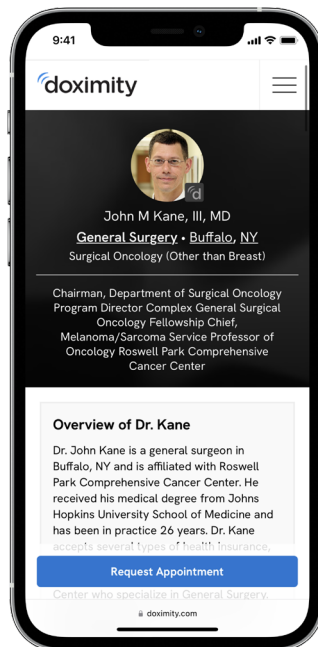 9:41
doximity
John M Kane, III, MD
General Surgery • Buffalo, NY
Surgical Oncology (Other than Breast)
Chairman, Department of Surgical Oncology
Program Director Complex General Surgical
Oncology Fellowship Chief,
Melanoma/Sarcoma Service Professor of
Oncology Roswell Park Comprehensive
Cancer Center
Overview of Dr. Kane
Dr. John Kane is a general surgeon in
Buffalo, NY and is affiliated with Roswell
Park Comprehensive Cancer Center. He
received his medical degree from Johns
Hopkins University School of Medicine and
has been in practice 26 years. Dr. Kane
accepts several types of health insurance,
Request Appointment
Center who specialize in General Surgery.
doximity.com